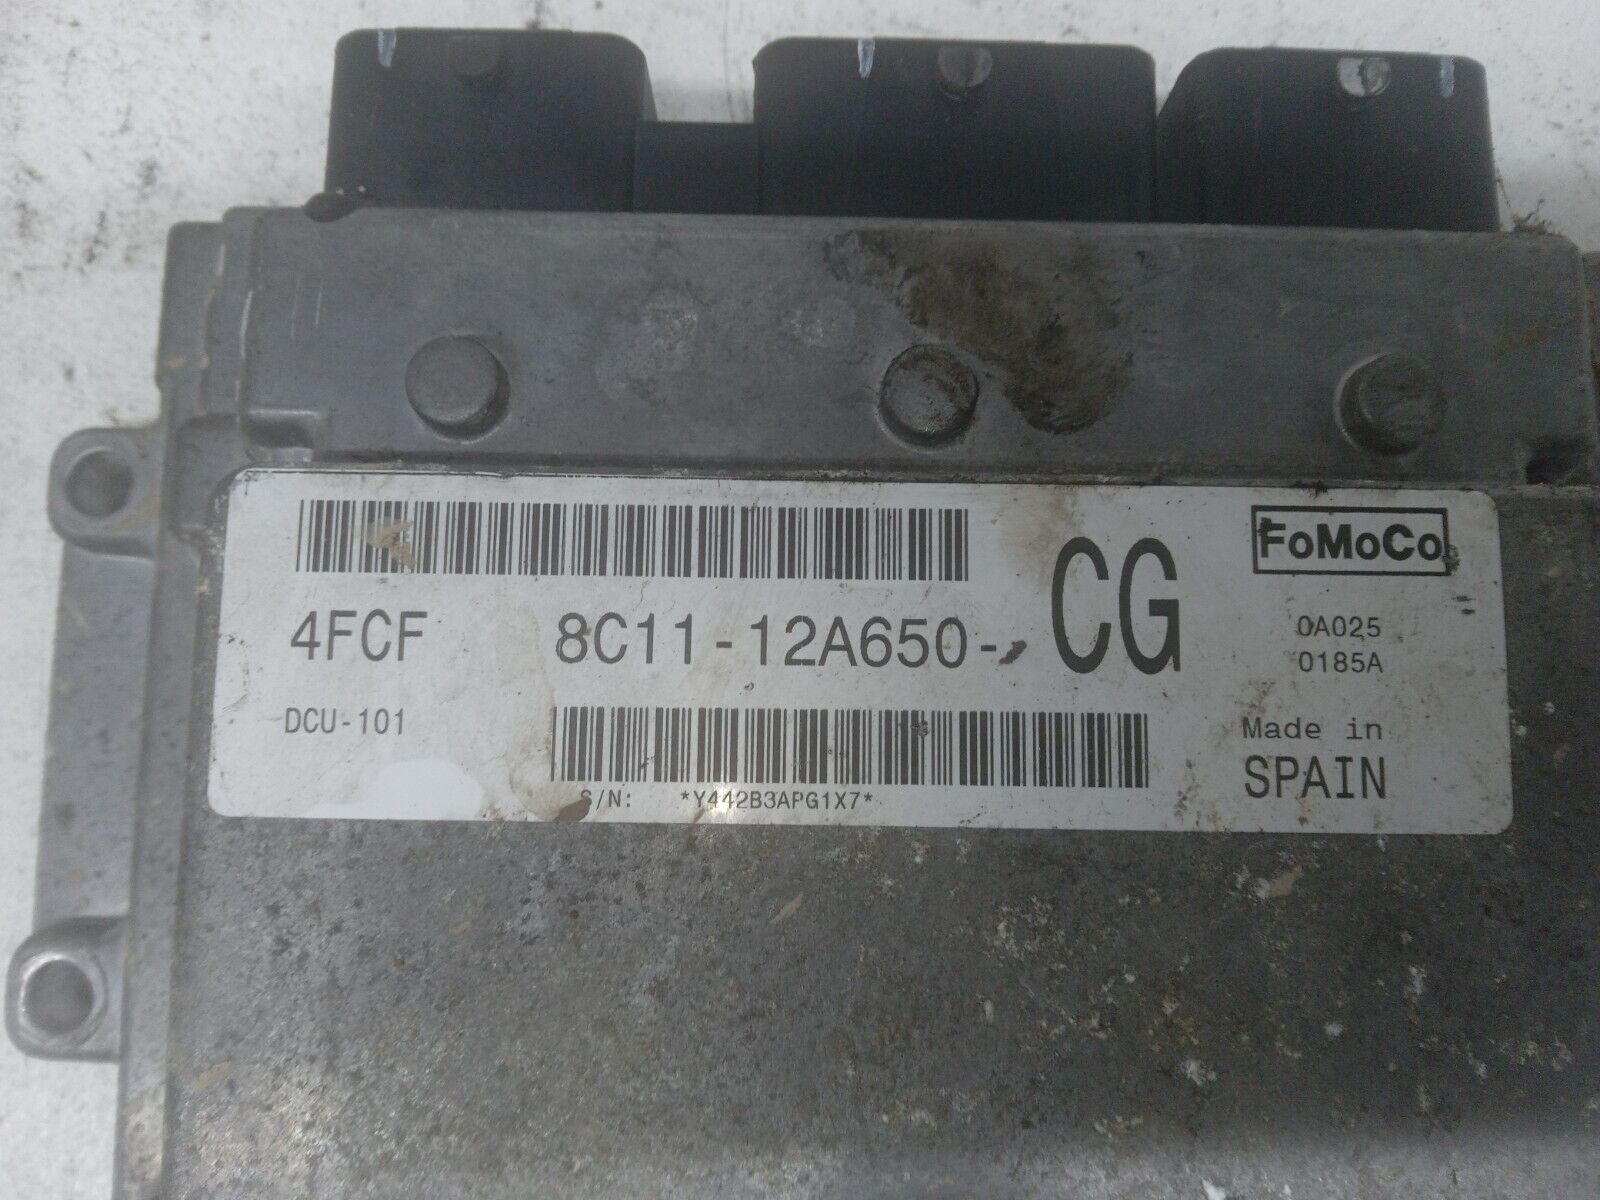 FoMoCo
4FCF 8C11-12A650- CG
0A025
0185A
DCU-101
Made in
SPAIN
S/N: *Y442B3APG1X7*